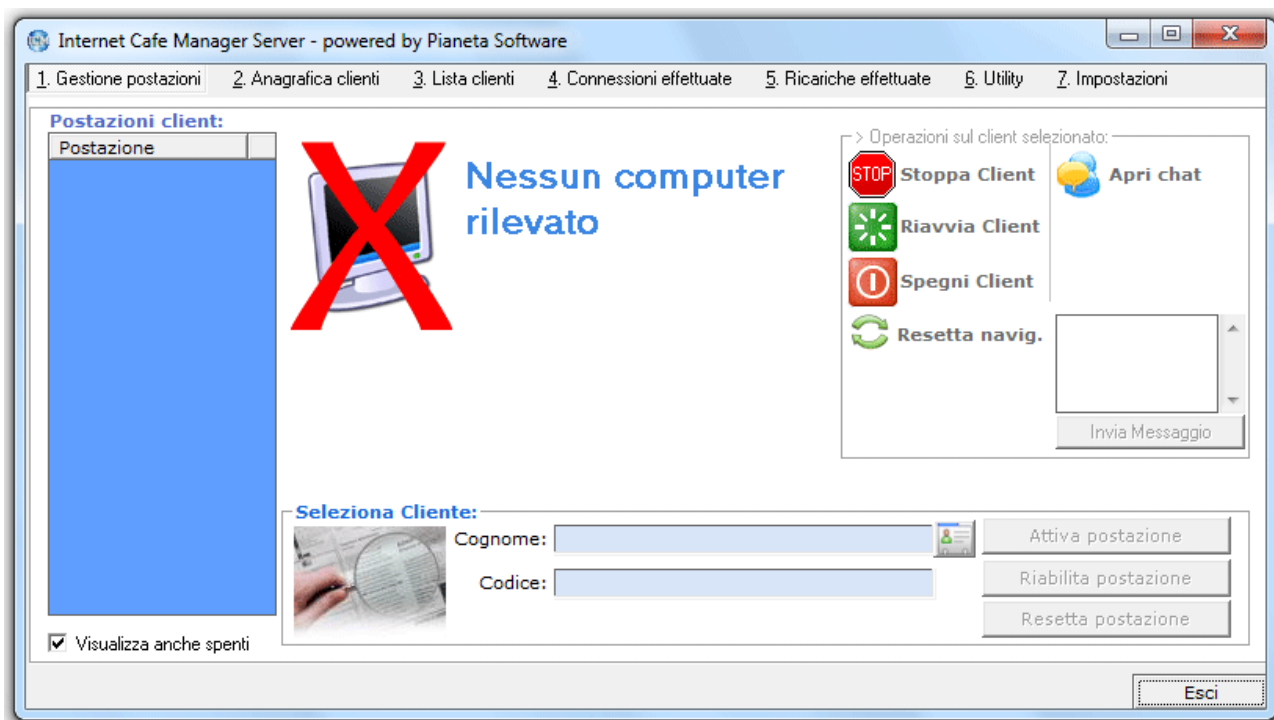 Internet Cafe Manager Server - powered by Pianeta Software
1. Gestione postazioni 2. Anagrafica clienti 3. Lista clienti 4. Connessioni effettuate 5. Ricariche effettuate 6. Utility 7. Impostazioni
Postazioni client:
Postazione
Nessun computer
rilevato
> Operazioni sul client selezionato:
STOP Stoppa Client
Apri chat
Riavvia Client
Spegni Client
Resetta navig.
Invia Messaggio
Seleziona Cliente:
Cognome:
Attiva postazione
Codice:
Riabilita postazione
Resetta postazione
Visualizza anche spenti
Esci